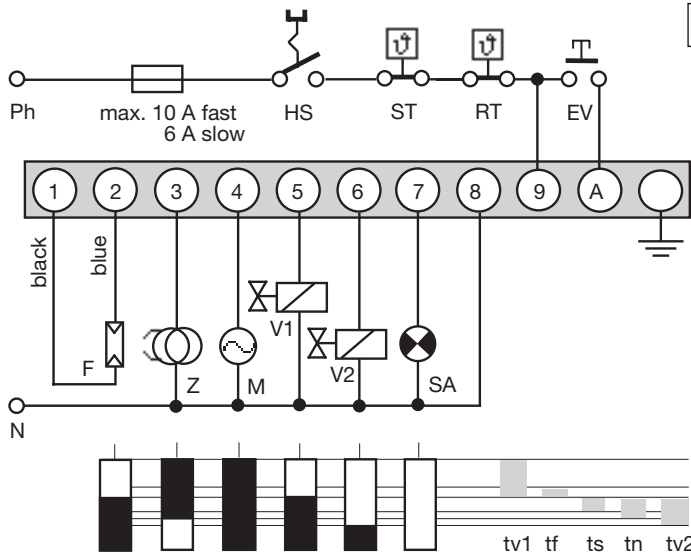 ϑ ϑ
Ph max. 10 A fast HS ST RT EV
6 A slow
1 2 3 4 5 6 7 8 9 A
black blue
V1
V2
F Z M SA
N
tv1 tf ts tn tv2